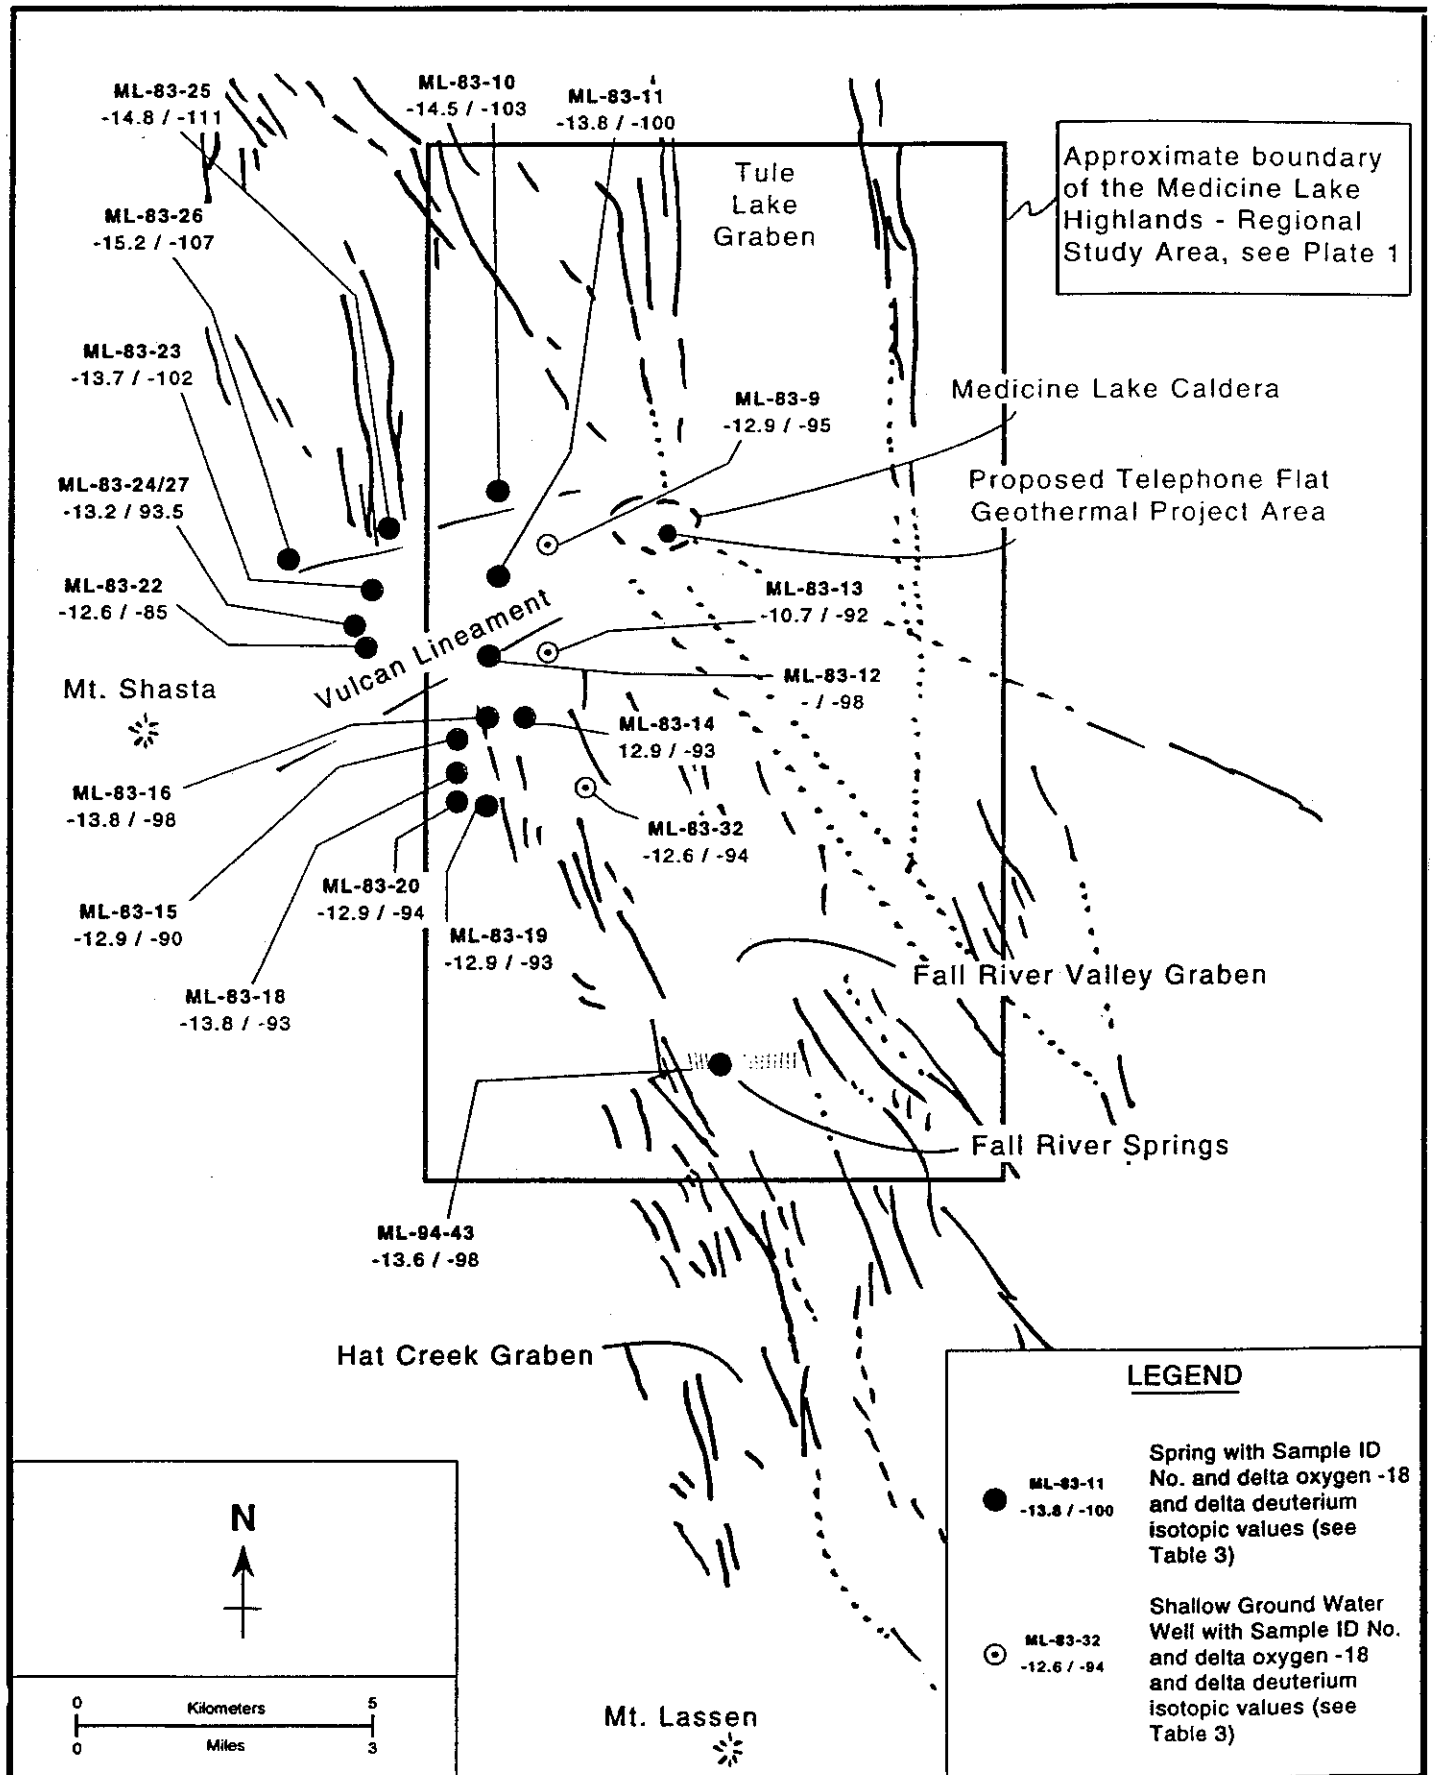 ML-83-25
-14.8 / -111
ML-83-10
-14.5 / -103
ML-83-11
-13.8 / -100
Approximate boundary
of the Medicine Lake
Highlands - Regional
Study Area, see Plate 1
Tule
Lake
Graben
ML-83-26
-15.2 / -107
ML-83-23
-13.7 / -102
ML-83-9
-12.9 / -95
Medicine Lake Caldera
Proposed Telephone Flat
Geothermal Project Area
ML-83-24/27
-13.2 / 93.5
ML-83-22
-12.6 / -85
ML-83-13
-10.7 / -92
Vulcan Lineament
Mt. Shasta
ML-83-12
- / -98
ML-83-14
12.9 / -93
ML-83-16
-13.8 / -98
ML-83-32
-12.6 / -94
ML-83-20
-12.9 / -94
ML-83-15
-12.9 / -90
ML-83-19
-12.9 / -93
Fall River Valley Graben
ML-83-18
-13.8 / -93
Fall River Springs
ML-94-43
-13.6 / -98
Hat Creek Graben
LEGEND
ML-83-11
-13.8 / -100
Spring with Sample ID
No. and delta oxygen -18
and delta deuterium
isotopic values (see
Table 3)
ML-83-32
-12.6 / -94
Shallow Ground Water
Well with Sample ID No.
and delta oxygen -18
and delta deuterium
isotopic values (see
Table 3)
N
0 Kilometers 5
0 Miles 3
Mt. Lassen